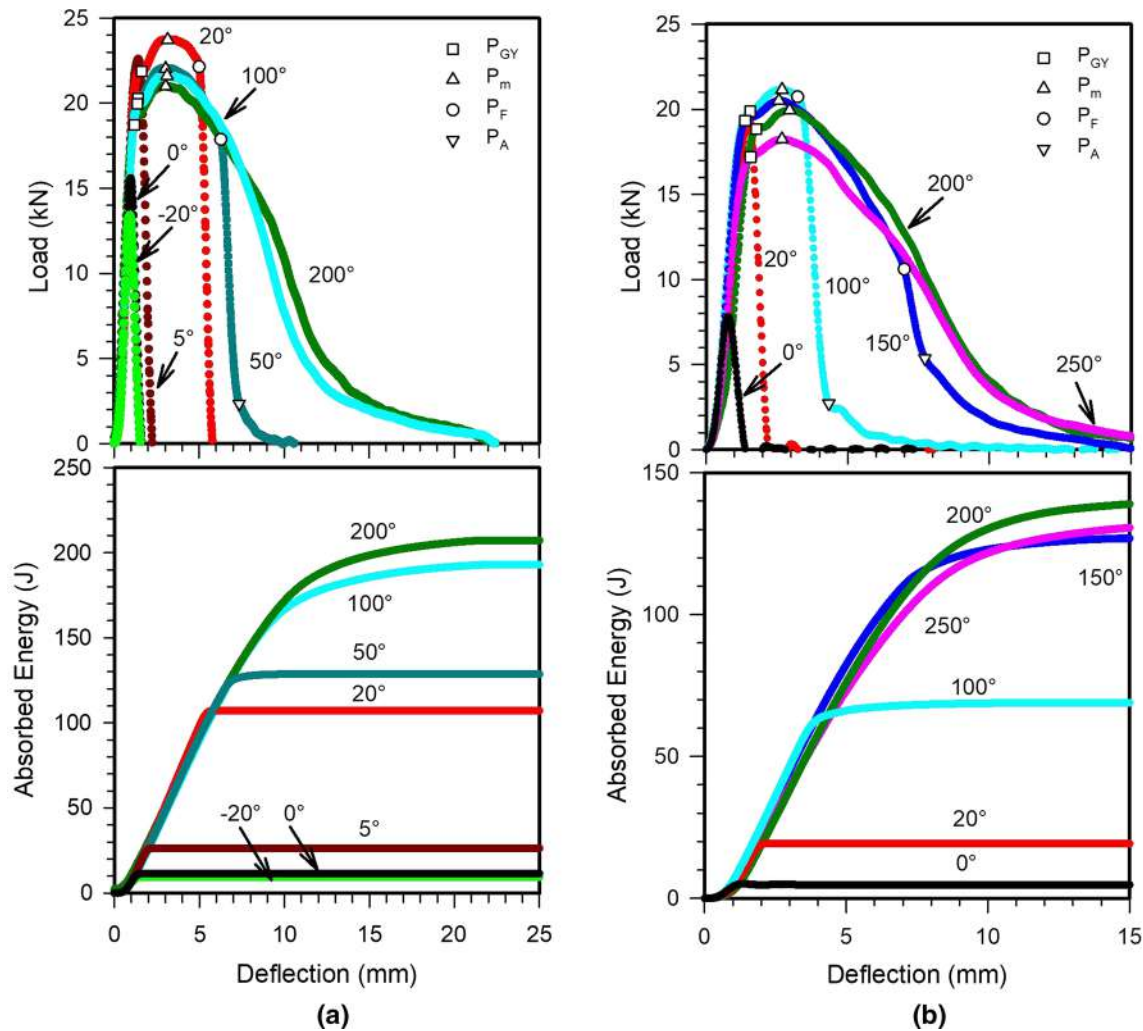 25
20
15
10
5
0
Load (kN)
20°
100°
0°
-20°
5°
50°
200°
P_GY
P_m
P_F
P_A
25
20
15
10
5
0
Load (kN)
200°
20°
100°
0°
150°
250°
P_GY
P_m
P_F
P_A
250
200
150
100
50
0
Absorbed Energy (J)
200°
100°
50°
20°
-20°
0°
5°
0 5 10 15 20 25
Deflection (mm)
(a)
150
100
50
0
Absorbed Energy (J)
200°
150°
250°
100°
20°
0°
0 5 10 15
Deflection (mm)
(b)